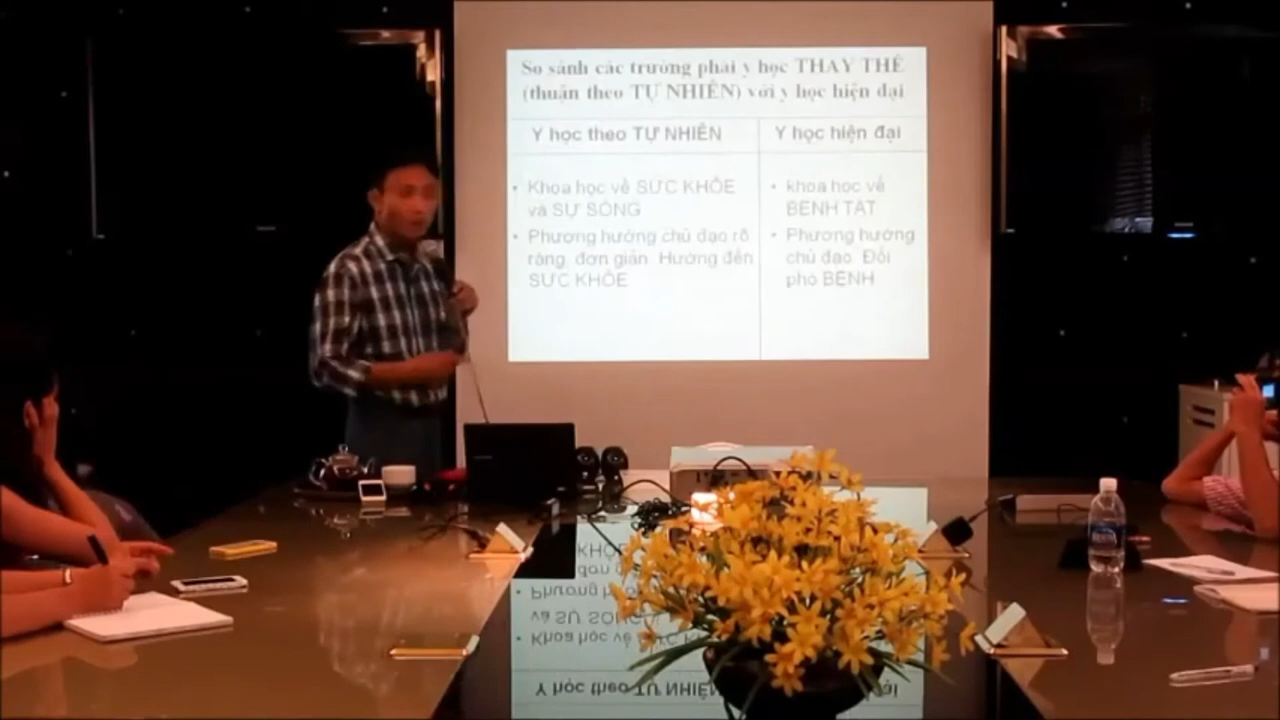 So sánh các trường phái y học THAY THẾ
(thuận theo TỰ NHIÊN) với y học hiện đại
Y học theo TỰ NHIÊN
Y học hiện đại
• Khoa học về SỨC KHỎE
và SỰ SỐNG
• Phương hướng chủ đạo rõ
ràng, đơn giản. Hướng đến
SỨC KHỎE
• khoa học về
BỆNH TẬT
• Phương hướng
chủ đạo. Đối
phó BỆNH